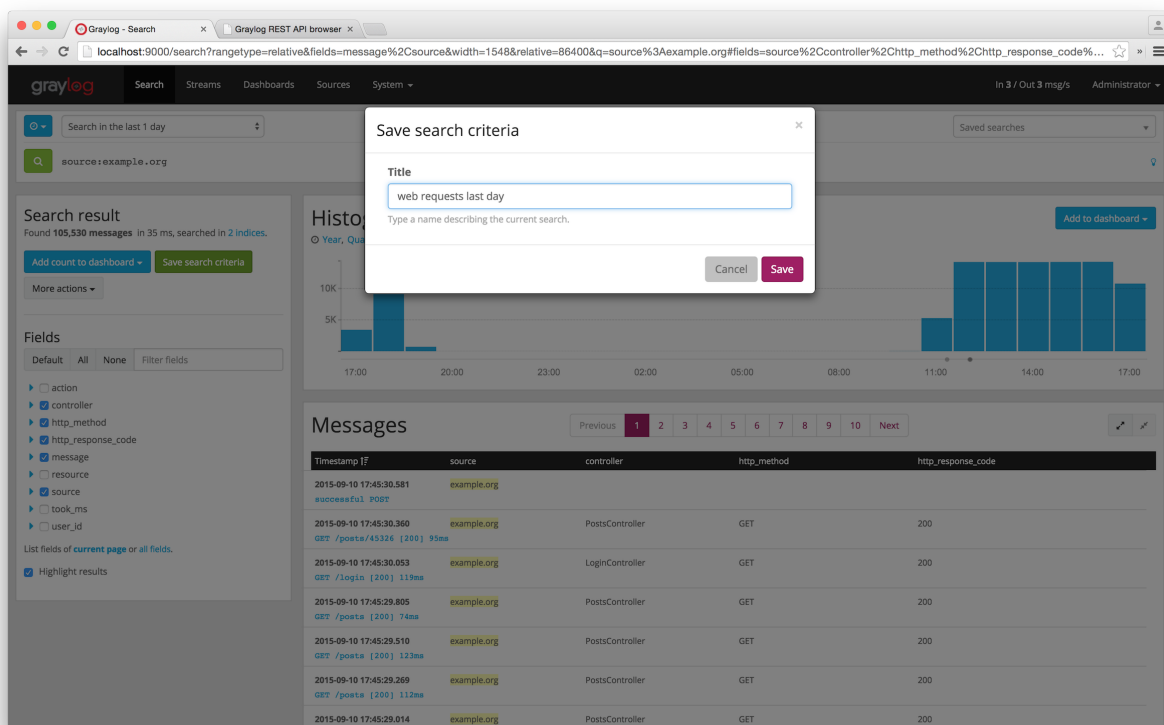 Graylog - Search
Graylog REST API browser
localhost:9000/search?rangetype=relative&fields=message%2Csource&width=1548&relative=86400&q=source%3Aexample.org#fields=source%2Ccontroller%2Chttp_method%2Chttp_response_code%...
graylog Search Streams Dashboards Sources System In 3 / Out 3 msg/s Administrator
Search in the last 1 day
Saved searches
source:example.org
Save search criteria
Title
web requests last day
Type a name describing the current search.
Cancel Save
Search result
Found 105,530 messages in 35 ms, searched in 2 indices.
Add count to dashboard Save search criteria
More actions
Fields
Default All None Filter fields
action
controller
http_method
http_response_code
message
resource
source
took_ms
user_id
List fields of current page or all fields.
Highlight results
Add to dashboard
Year,
10K
5K
17:00 20:00 23:00 02:00 05:00 08:00 11:00 14:00 17:00
Messages
Previous 1 2 3 4 5 6 7 8 9 10 Next
Timestamp source controller http_method http_response_code
2015-09-10 17:45:30.581 example.org
successful POST
2015-09-10 17:45:30.360 example.org PostsController GET 200
GET /posts/45326 [200] 95ms
2015-09-10 17:45:30.053 example.org LoginController GET 200
GET /login [200] 119ms
2015-09-10 17:45:29.805 example.org PostsController GET 200
GET /posts [200] 74ms
2015-09-10 17:45:29.510 example.org PostsController GET 200
GET /posts [200] 123ms
2015-09-10 17:45:29.269 example.org PostsController GET 200
GET /posts [200] 112ms
2015-09-10 17:45:29.014 example.org PostsController GET 200